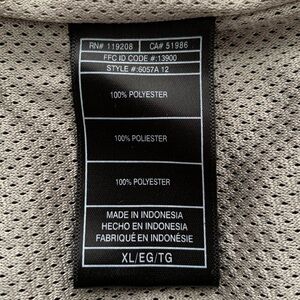 RN# 119208 CA# 51986
FFC ID CODE #:13900
STYLE #:6057A 12
100% POLYESTER
100% POLIESTER
100% POLYESTER
MADE IN INDONESIA
HECHO EN INDONESIA
FABRIQUÉ EN INDONÉSIE
XL/EG/TG